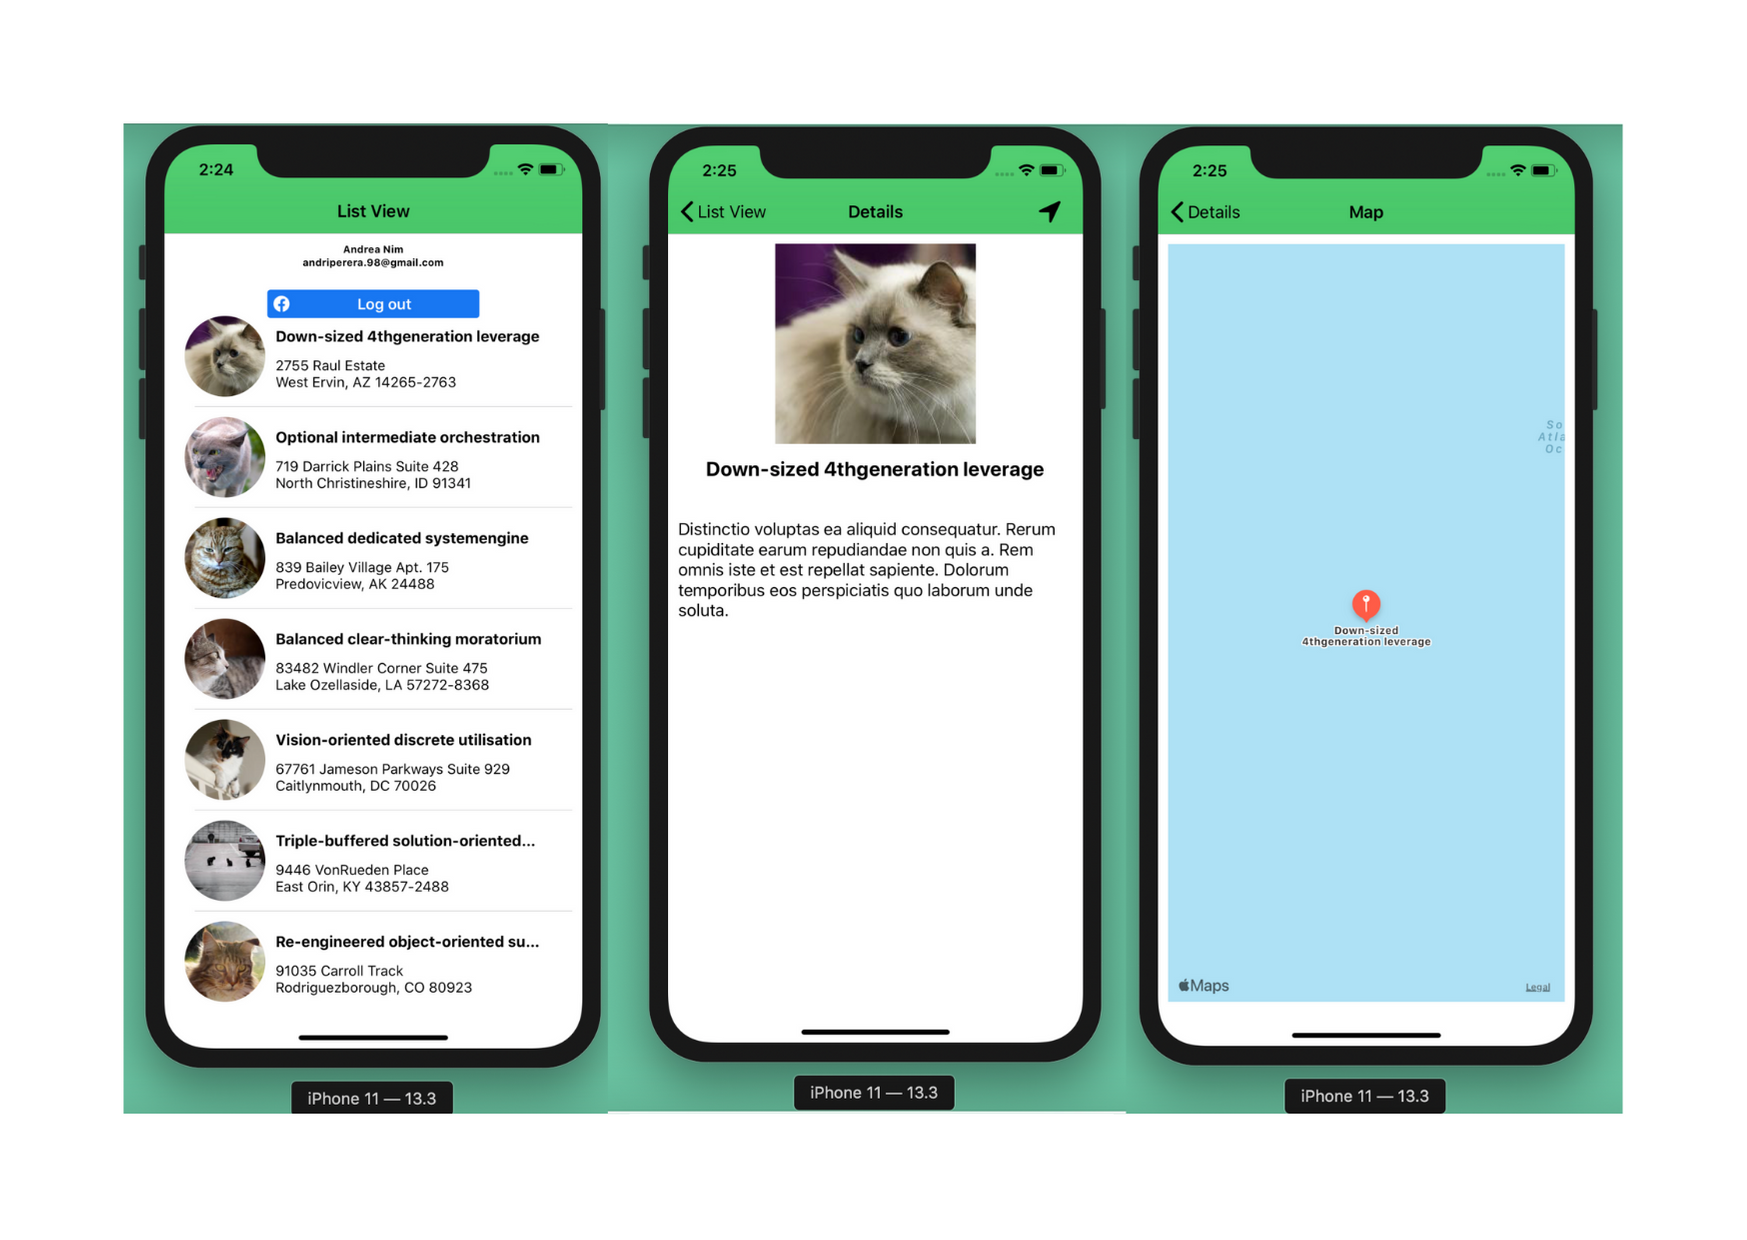 2:24
List View
Andrea Nim
andriperera.98@gmail.com
Log out
Down-sized 4thgeneration leverage
2755 Raul Estate
West Ervin, AZ 14265-2763
Optional intermediate orchestration
719 Darrick Plains Suite 428
North Christineshire, ID 91341
Balanced dedicated systemengine
839 Bailey Village Apt. 175
Predovicview, AK 24488
Balanced clear-thinking moratorium
83482 Windler Corner Suite 475
Lake Ozellaside, LA 57272-8368
Vision-oriented discrete utilisation
67761 Jameson Parkways Suite 929
Caitlynmouth, DC 70026
Triple-buffered solution-oriented...
9446 VonRueden Place
East Orin, KY 43857-2488
Re-engineered object-oriented su...
91035 Carroll Track
Rodriguezborough, CO 80923
iPhone 11 — 13.3
2:25
List View
Details
Down-sized 4thgeneration leverage
Distinctio voluptas ea aliquid consequatur. Rerum
cupiditate earum repudiandae non quis a. Rem
omnis iste et est repellat sapiente. Dolorum
temporibus eos perspiciatis quo laborum unde
soluta.
iPhone 11 — 13.3
2:25
Details
Map
So
Atla
Oc
Down-sized
4thgeneration leverage
Maps
Legal
iPhone 11 — 13.3